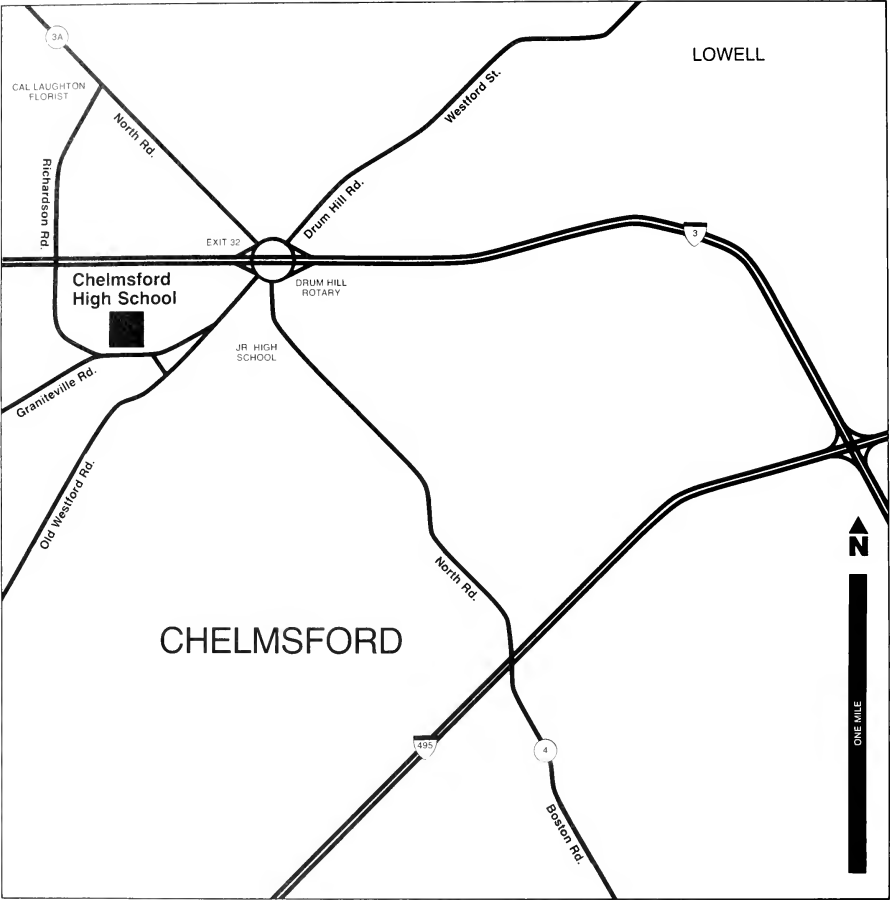 3A
LOWELL
CAL LAUGHTON
FLORIST
Westford St.
North Rd.
Richardson Rd.
Drum Hill Rd.
EXIT 32
3
Chelmsford
High School
DRUM HILL
ROTARY
JR HIGH
SCHOOL
Graniteville Rd.
Old Westford Rd.
N
North Rd.
CHELMSFORD
ONE MILE
495
4
Boston Rd.